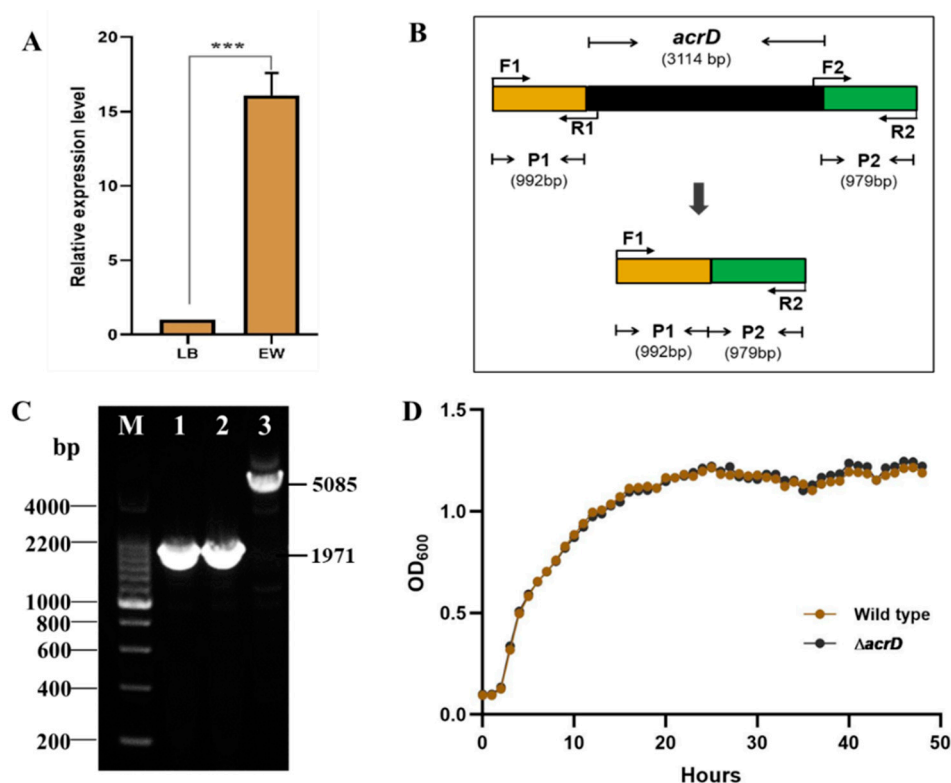 A
Relative expression level
20
15
10
5
0
***
LB
EW
B
acrD
(3114 bp)
F1
F2
R1
R2
P1
(992bp)
P2
(979bp)
F1
R2
P1
(992bp)
P2
(979bp)
C
bp
M 1 2 3
4000
2200
1000
800
600
400
200
5085
1971
D
OD600
1.5
1.0
0.5
0.0
Wild type
ΔacrD
0 10 20 30 40 50
Hours